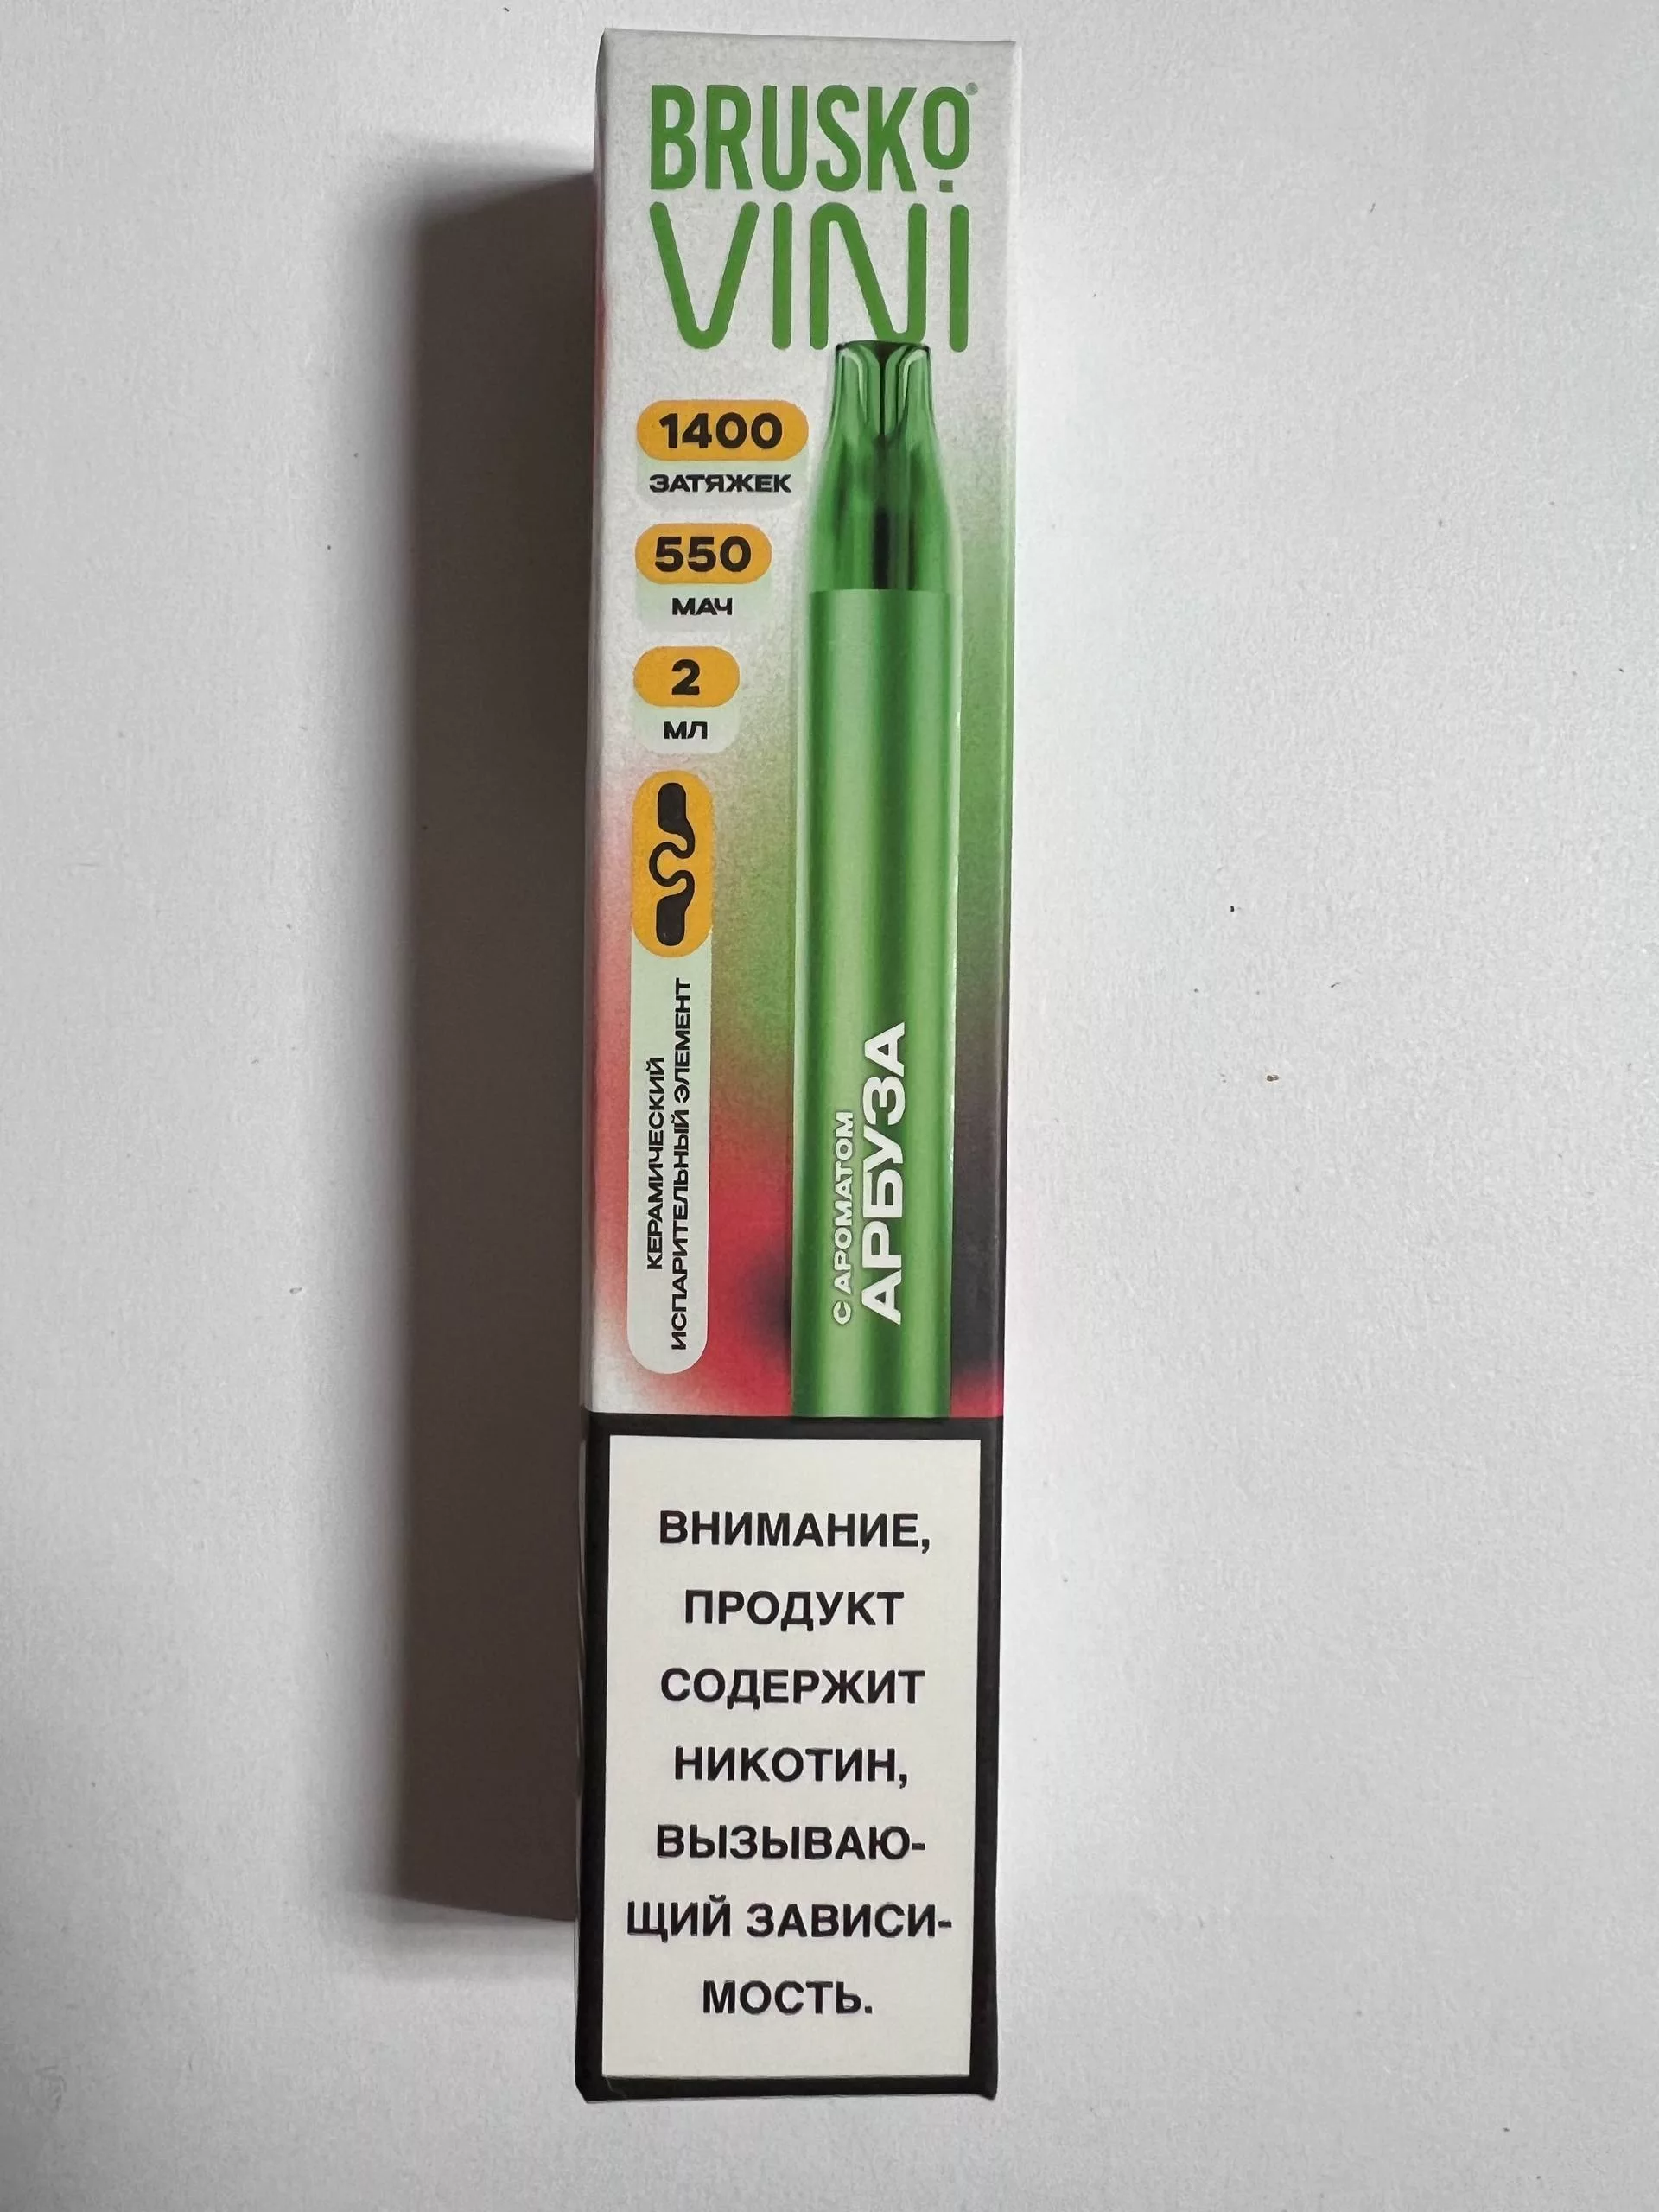 BRUSKO
VINI
1400
ЗАТЯЖЕК
550
МАЧ
2
МЛ
КЕРАМИЧЕСКИЙ
ИСПАРИТЕЛЬНЫЙ ЭЛЕМЕНТ
С АРОМАТОМ
АРБУЗА
ВНИМАНИЕ,
ПРОДУКТ
СОДЕРЖИТ
НИКОТИН,
ВЫЗЫВАЮ-
ЩИЙ ЗАВИСИ-
МОСТЬ.